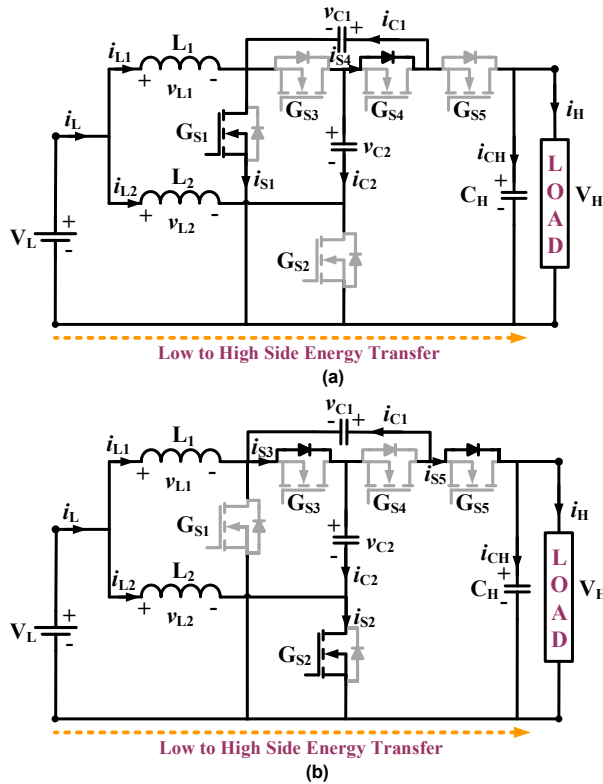 vC1
- +
iC1
L1
iL1
iS4
+ vL1 -
GS3
GS4
GS5
iL
GS1
iH
+
vC2
-
iCH
iL2
L2
iS1
iC2
+
CH
-
LOAD
VH
+ vL2 -
VL
+
-
GS2
Low to High Side Energy Transfer
(a)
vC1
- +
iC1
L1
iL1
iS3
iS5
+ vL1 -
GS3
GS4
GS5
iL
GS1
iH
+
vC2
-
iCH
iL2
L2
iC2
+
CH
-
LOAD
VH
+ vL2 -
iS2
VL
+
-
GS2
Low to High Side Energy Transfer
(b)